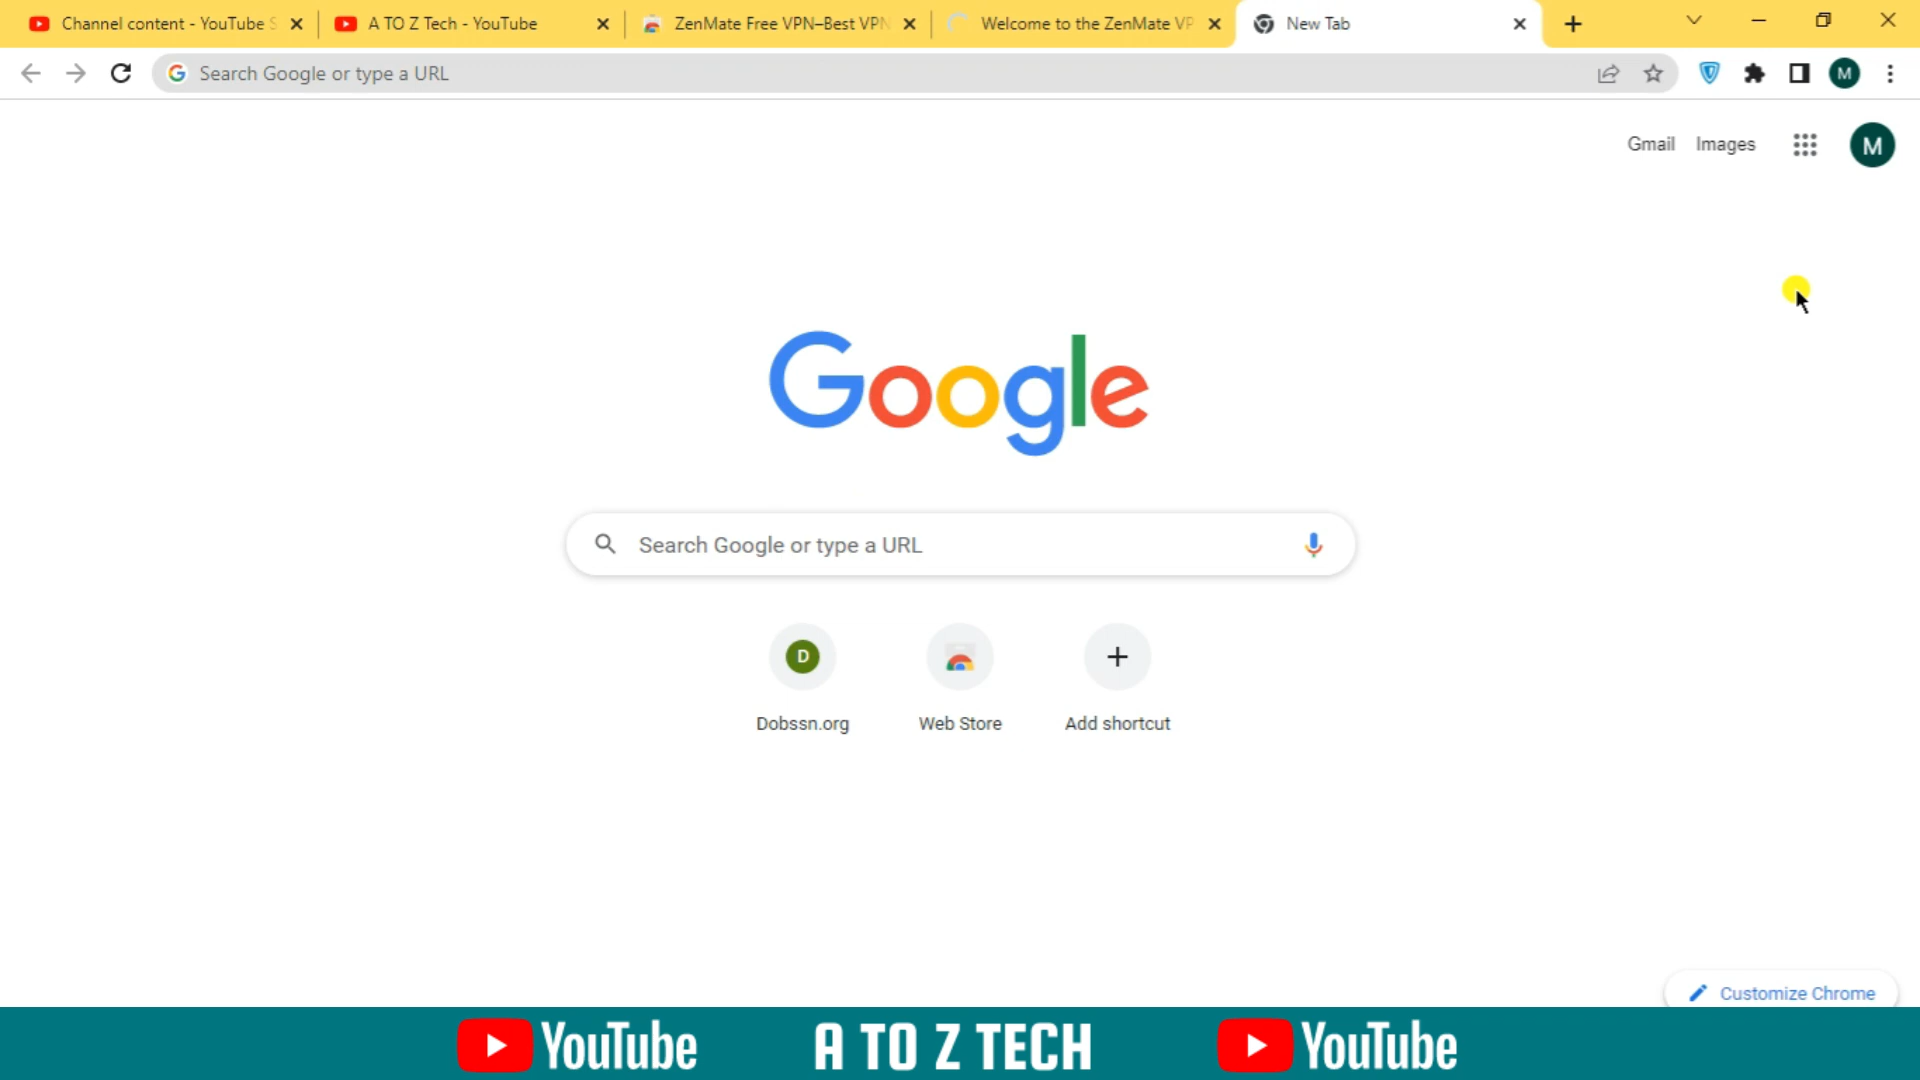 Channel content - YouTube S
A TO Z Tech - YouTube
ZenMate Free VPN–Best VPN
Welcome to the ZenMate VP
New Tab
Search Google or type a URL
M
Gmail
Images
M
Google
Search Google or type a URL
D
Dobssn.org
Web Store
Add shortcut
Customize Chrome
YouTube
A TO Z TECH
YouTube